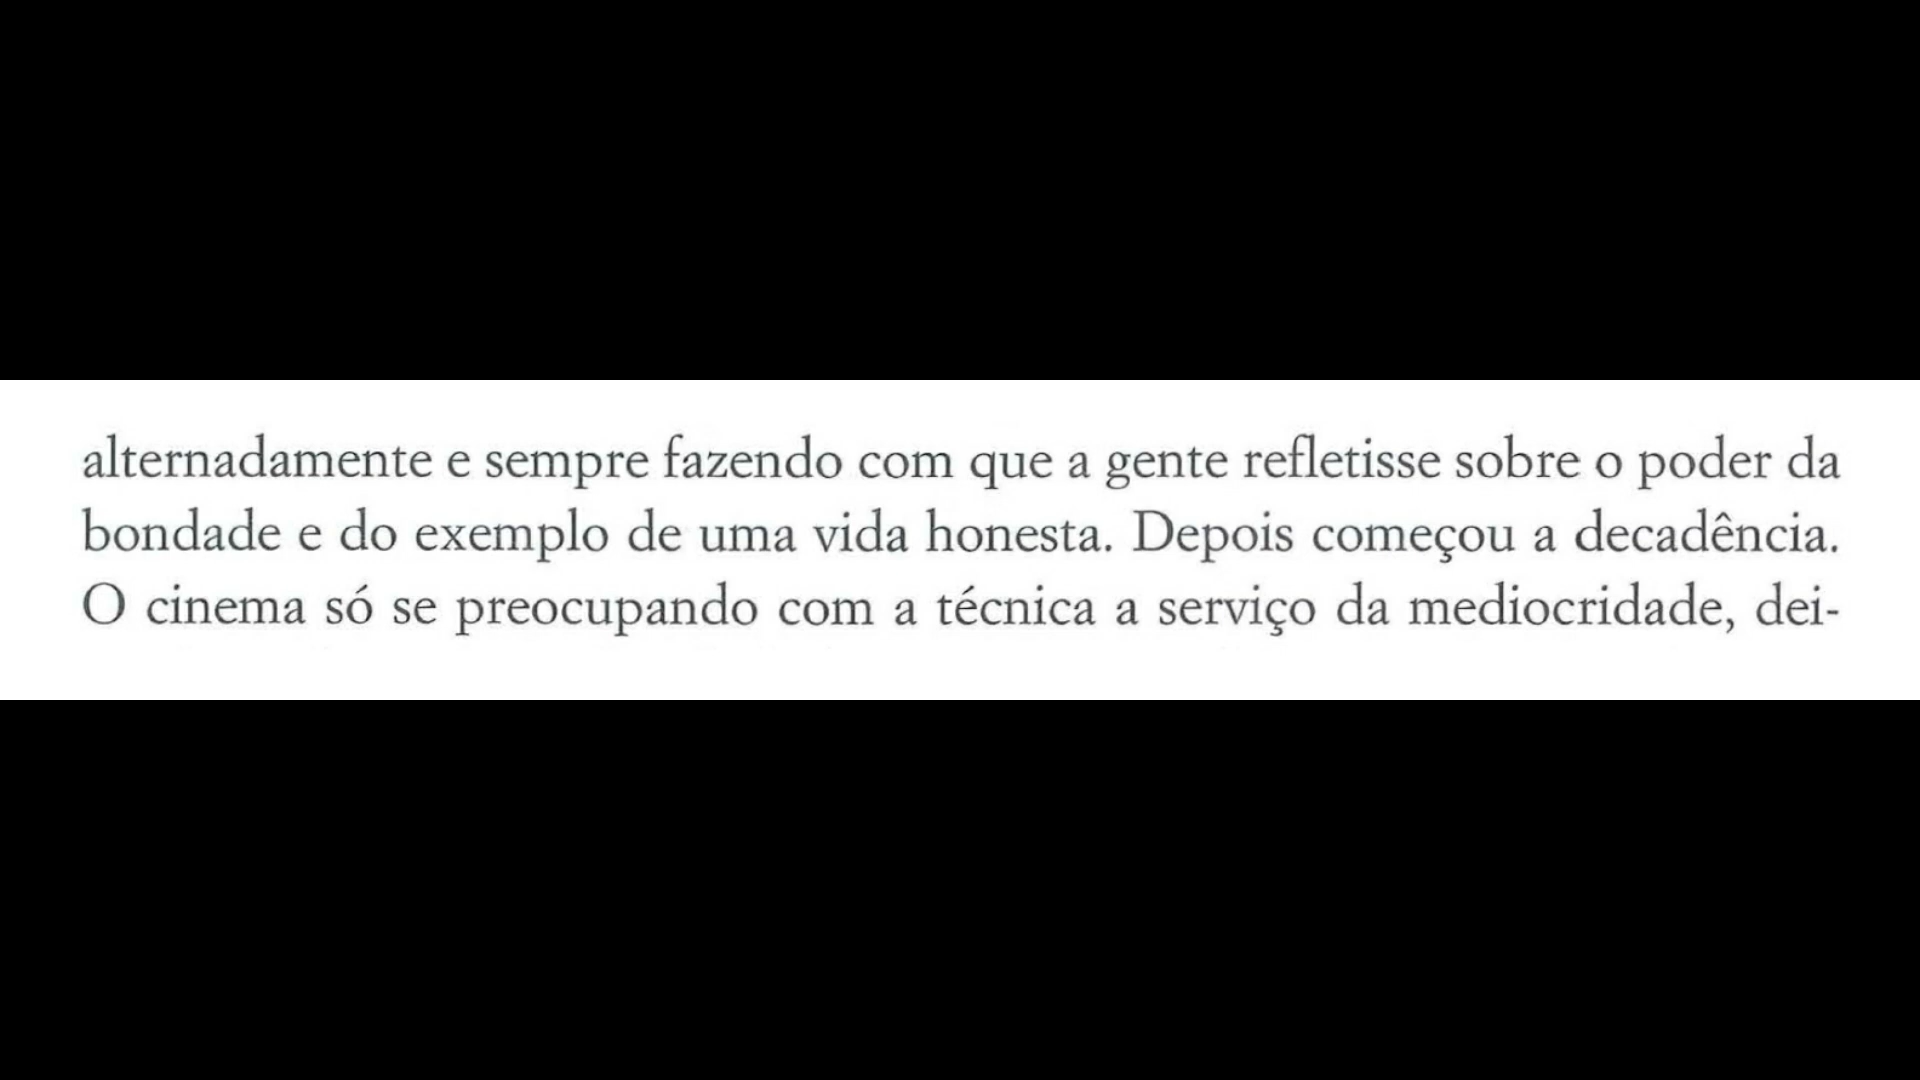 alternadamente e sempre fazendo com que a gente refletisse sobre o poder da
bondade e do exemplo de uma vida honesta. Depois começou a decadência.
O cinema só se preocupando com a técnica a serviço da mediocridade, dei-